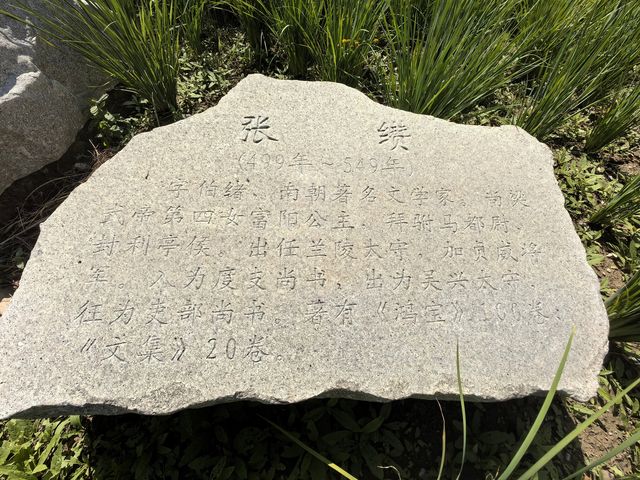 张 缵
(499年~549年)
字伯绪、南朝著名文学家。尚梁
武帝第四女富阳公主，拜驸马都尉，
封利亭侯。出任兰陵太守，加贞威将
军。入为度支尚书，出为吴兴太守，
征为吏部尚书。著有《鸿宝》100卷；
《文集》20卷。